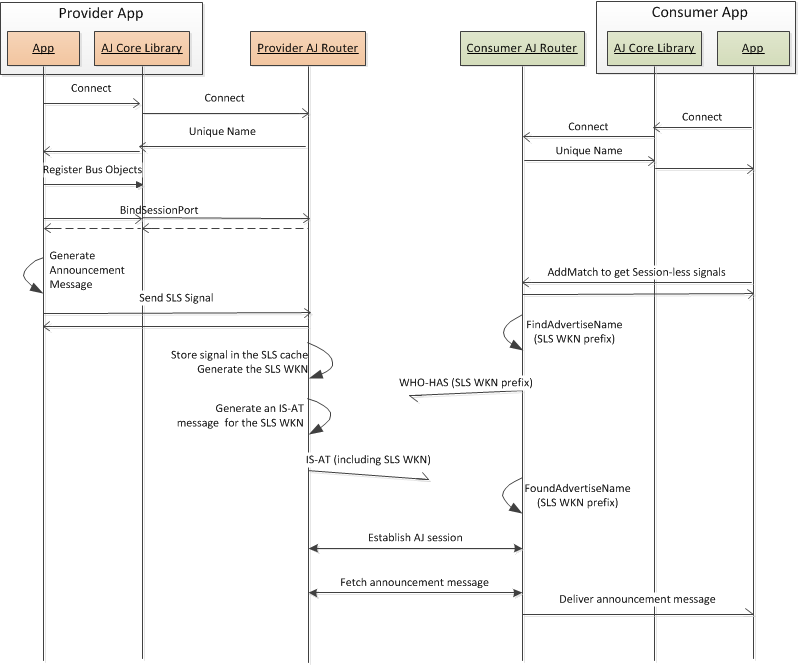 Provider App
Consumer App
App
AJ Core Library
Provider AJ Router
Consumer AJ Router
AJ Core Library
App
Connect
Connect
Connect
Connect
Unique Name
Unique Name
Register Bus Objects
BindSessionPort
Generate
Announcement
Message
AddMatch to get Session-less signals
Send SLS Signal
FindAdvertiseName
(SLS WKN prefix)
Store signal in the SLS cache
Generate the SLS WKN
WHO-HAS (SLS WKN prefix)
Generate an IS-AT
message for the SLS WKN
IS-AT (including SLS WKN)
FoundAdvertiseName
(SLS WKN prefix)
Establish AJ session
Fetch announcement message
Deliver announcement message